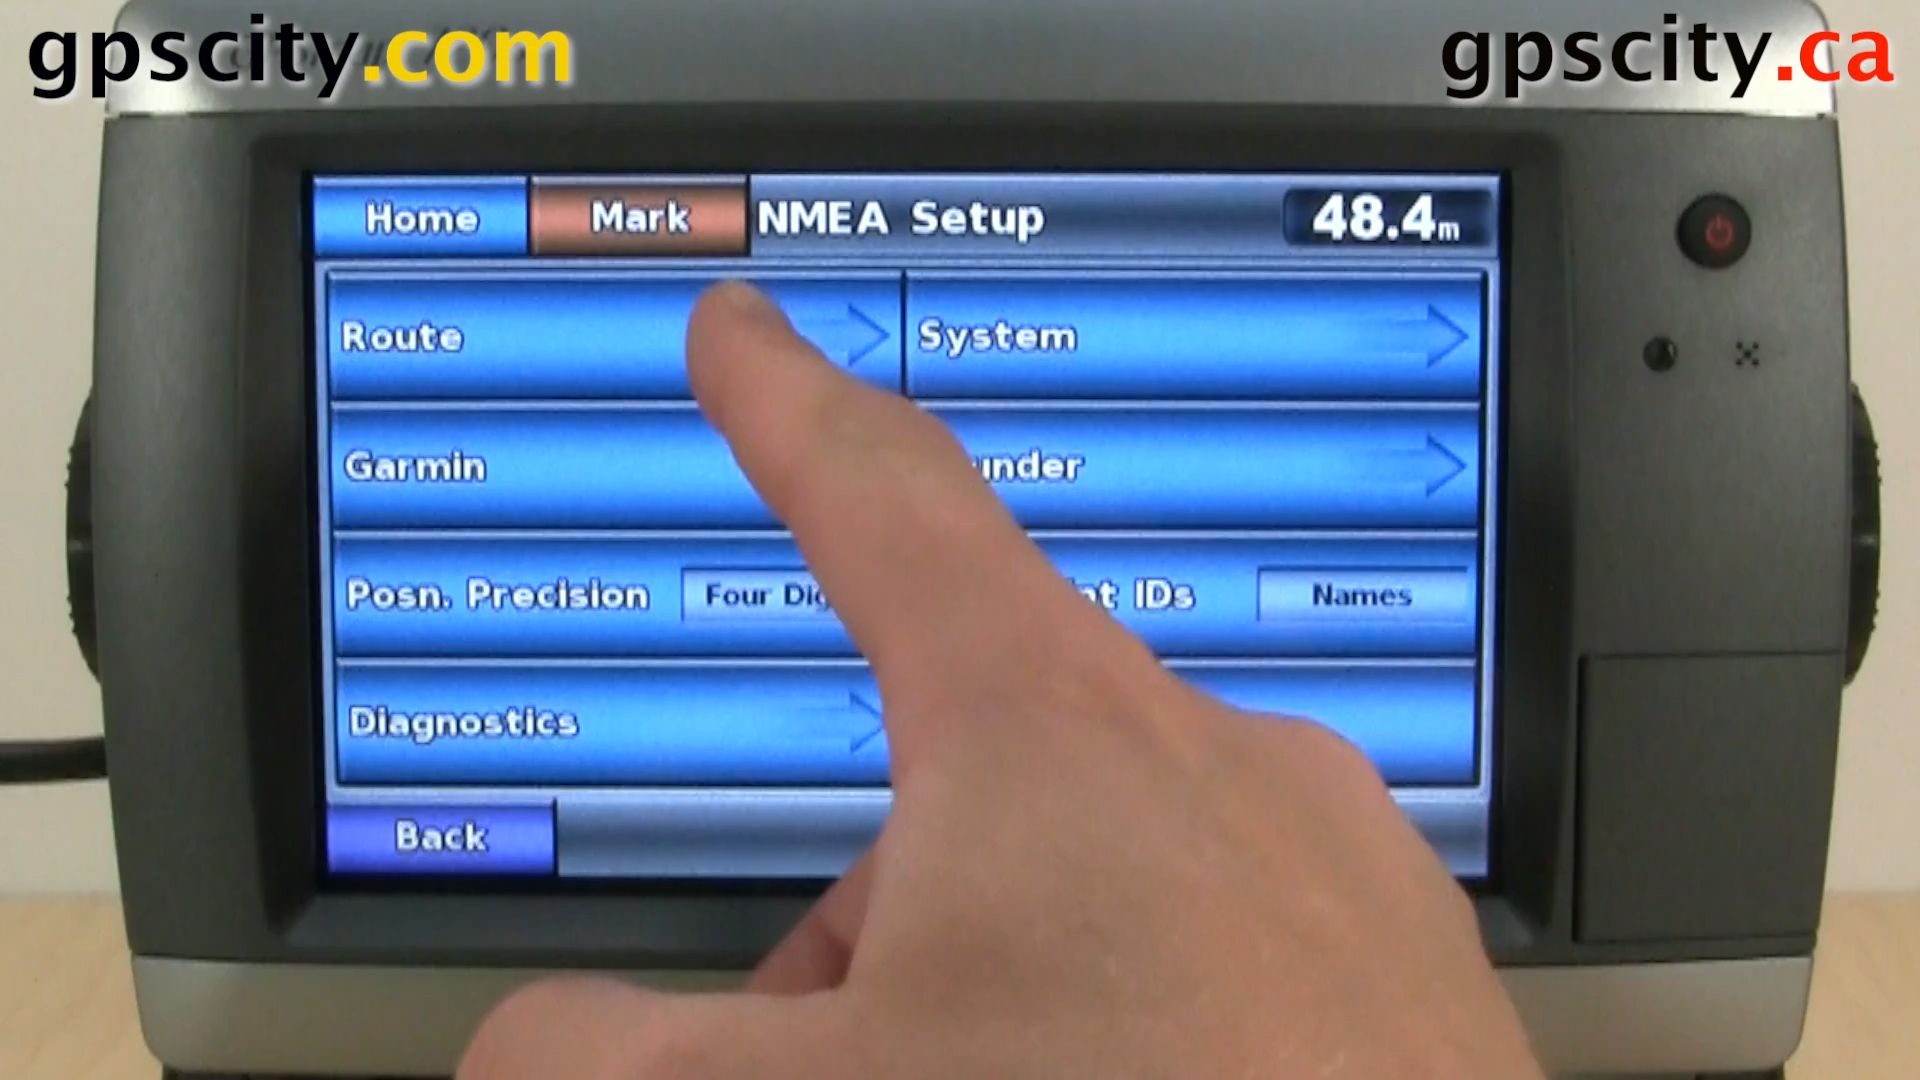 gpscity.com
gpscity.ca
Home Mark NMEA Setup 48.4m
Route System
Garmin
Posn. Precision Four IDs Names
Diagnostics
Back